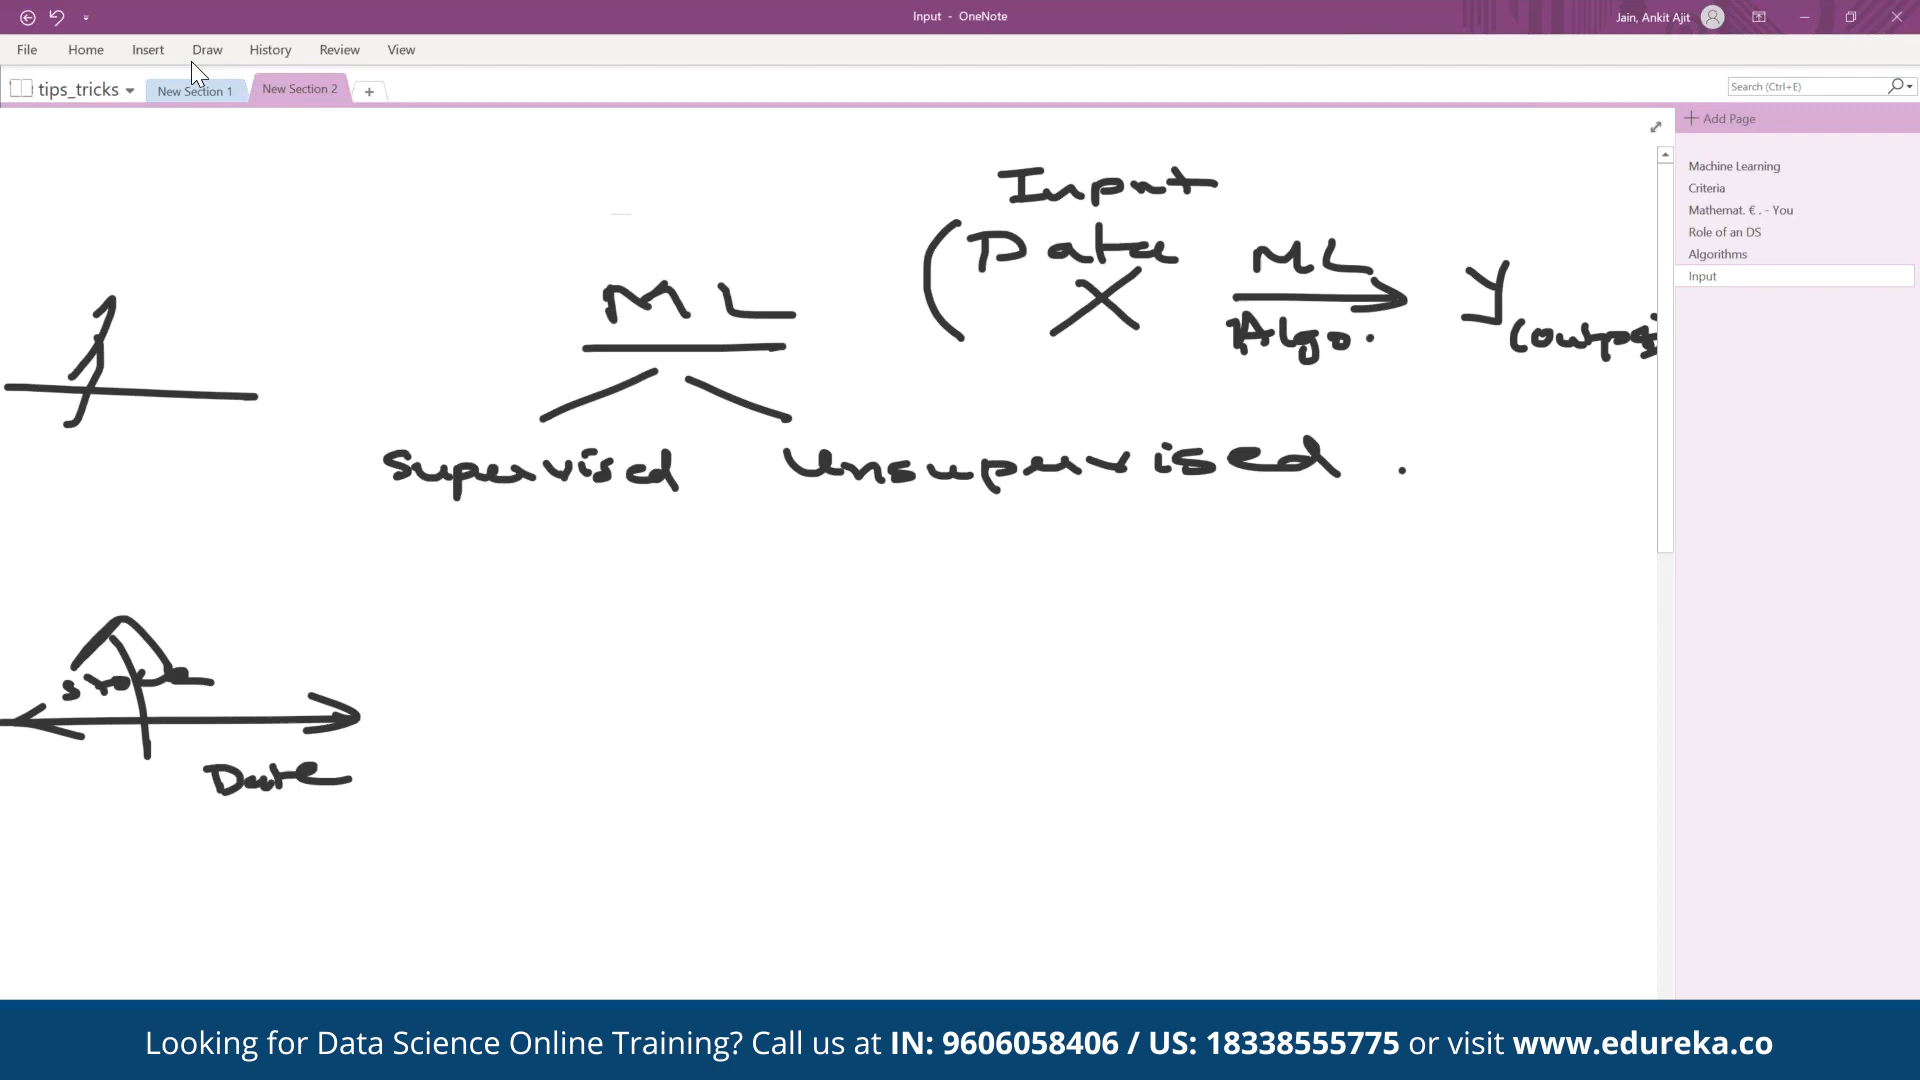 Input - OneNote
Jain, Ankit Ajit
File Home Insert Draw History Review View
tips_tricks New Section 1 New Section 2 +
Search (Ctrl+E)
Add Page
Machine Learning
Criteria
Mathemat. € . - You
Role of an DS
Algorithms
Input
Input
(Data
X
ML
Algo.
y
(outp
ML
Supervised Unsupervised .
Date
Looking for Data Science Online Training? Call us at IN: 9606058406 / US: 18338555775 or visit www.edureka.co